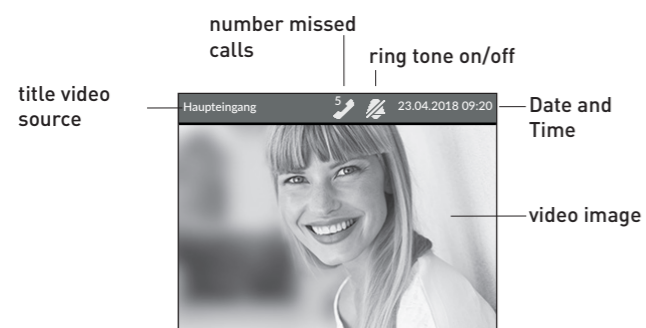 number missed
calls
ring tone on/off
title video
source
Haupteingang
5
23.04.2018 09:20
Date and
Time
video image